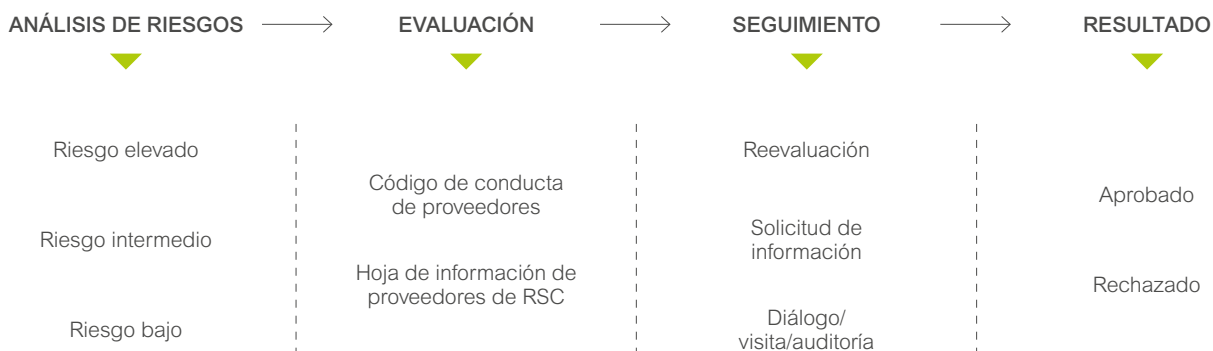 ANÁLISIS DE RIESGOS
EVALUACIÓN
SEGUIMIENTO
RESULTADO
Riesgo elevado
Riesgo intermedio
Riesgo bajo
Código de conducta
de proveedores
Hoja de información de
proveedores de RSC
Reevaluación
Solicitud de
información
Diálogo/
visita/auditoría
Aprobado
Rechazado